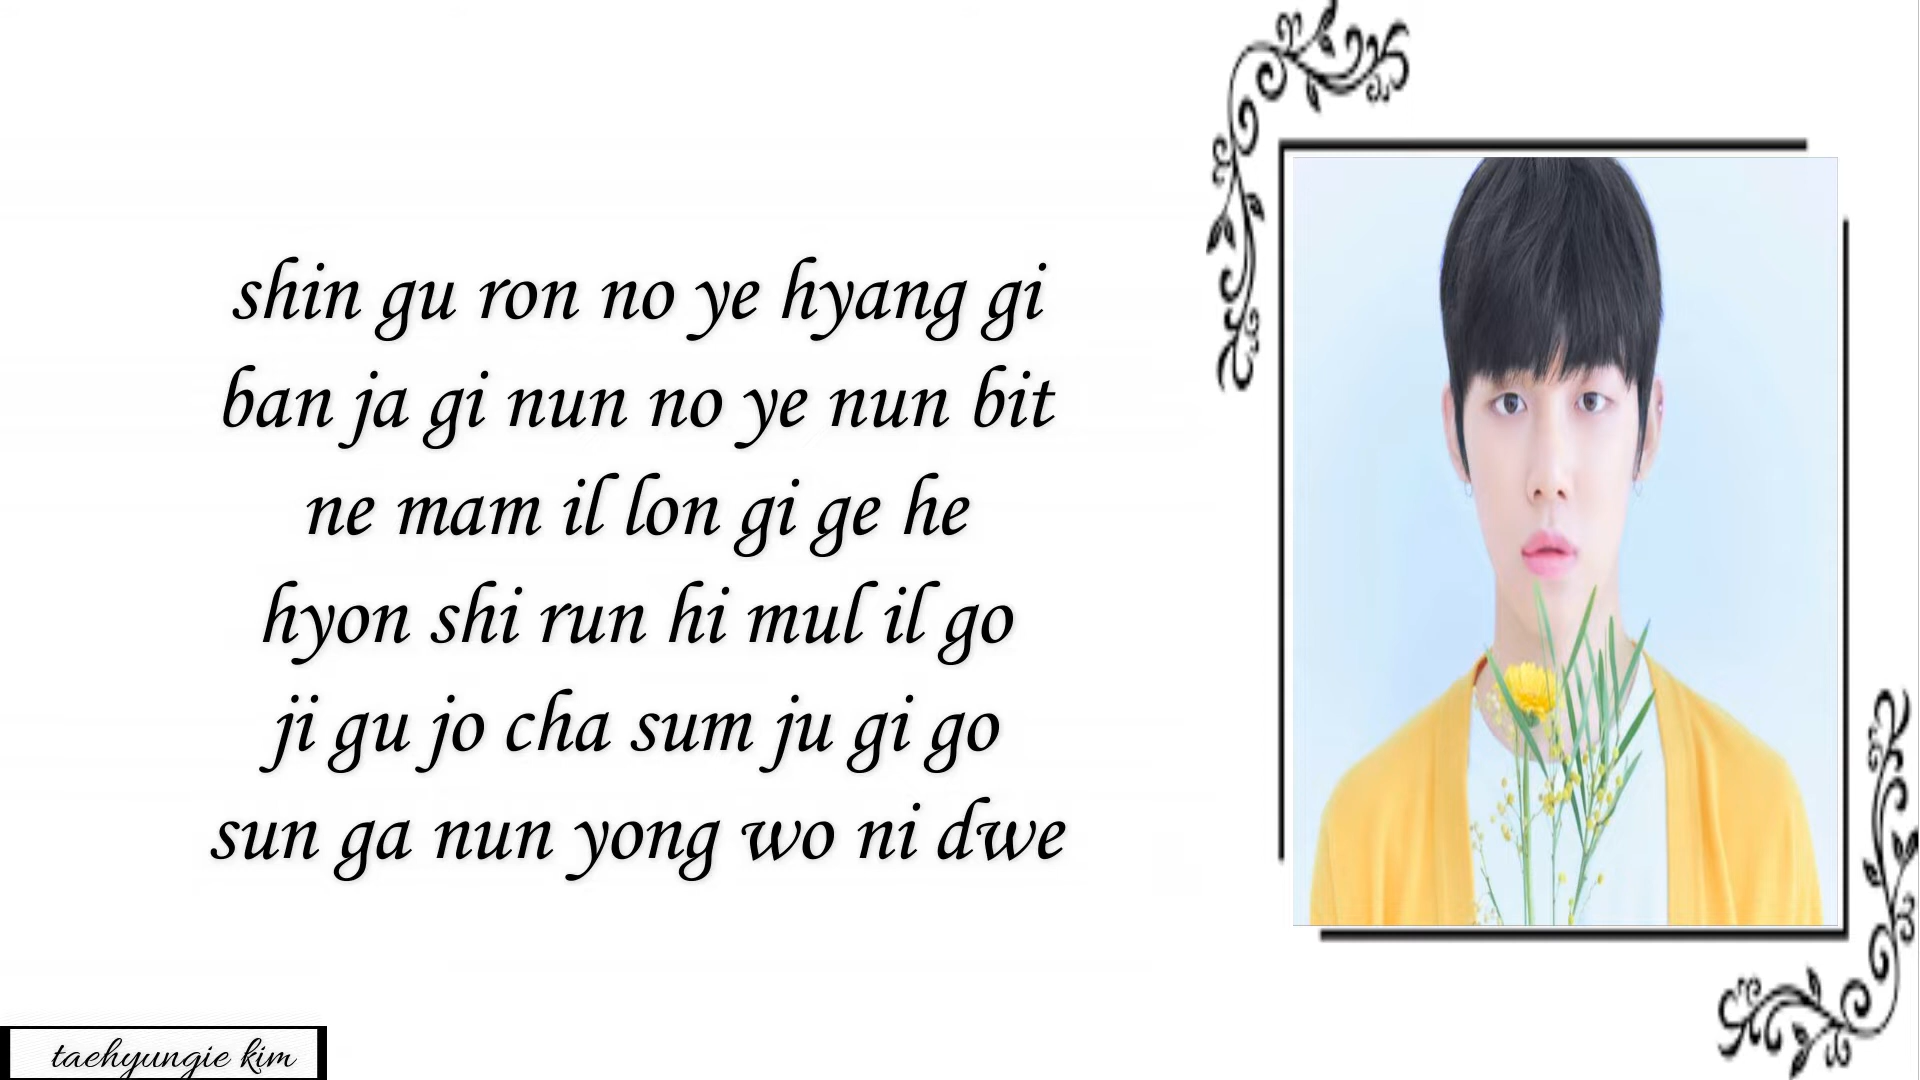 shin gu ron no ye hyang gi
ban ja gi nun no ye nun bit
ne mam il lon gi ge he
hyon shi run hi mul il go
ji gu jo cha sum ju gi go
sun ga nun yong wo ni dwe
taehyungie kim